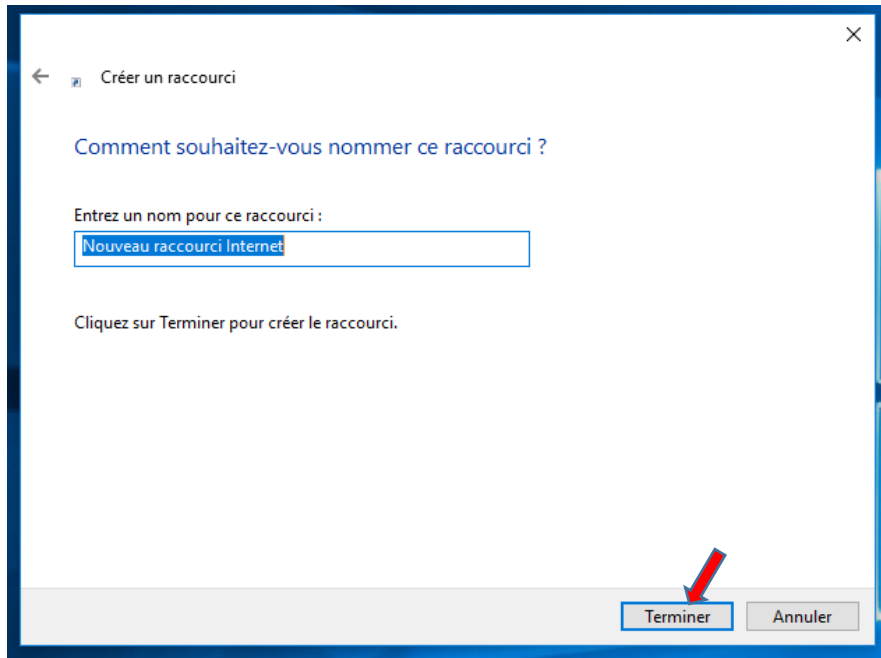 Créer un raccourci
Comment souhaitez-vous nommer ce raccourci ?
Entrez un nom pour ce raccourci :
Nouveau raccourci Internet
Cliquez sur Terminer pour créer le raccourci.
Terminer
Annuler